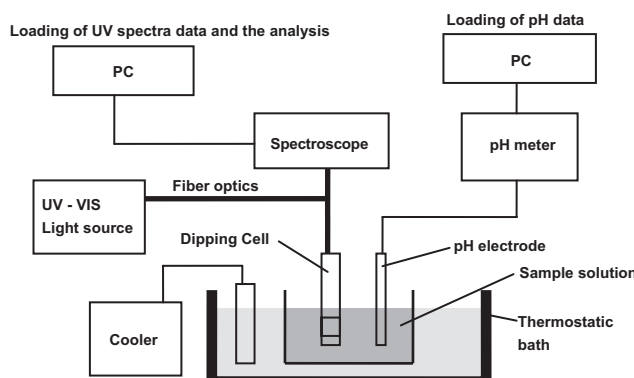 Loading of UV spectra data and the analysis
Loading of pH data
PC
PC
Spectroscope
pH meter
Fiber optics
UV - VIS
Light source
Dipping Cell
pH electrode
Sample solution
Cooler
Thermostatic
bath